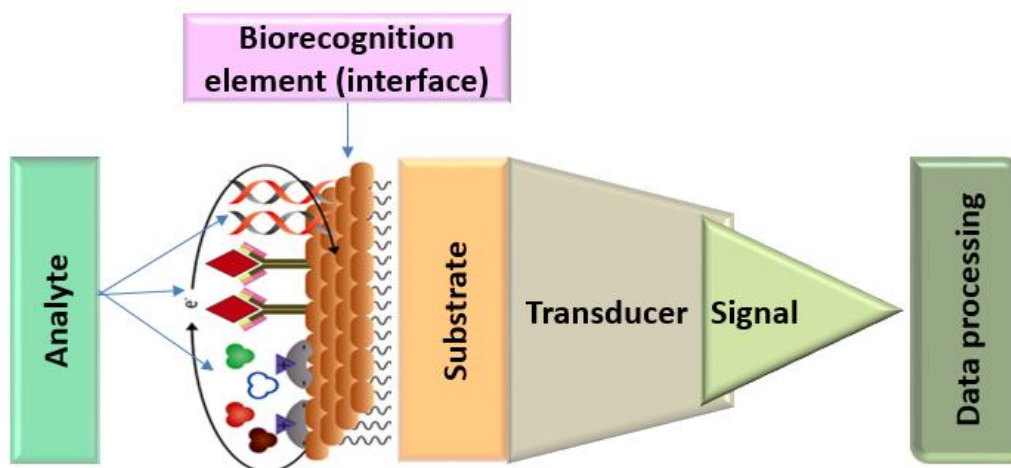 Biorecognition
element (interface)
Analyte
e-
Substrate
Transducer
Signal
Data processing